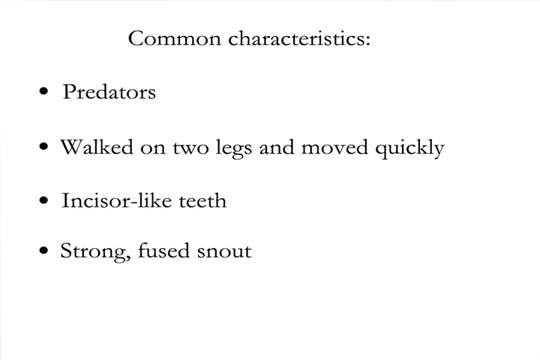 Common characteristics:
• Predators
• Walked on two legs and moved quickly
• Incisor-like teeth
• Strong, fused snout